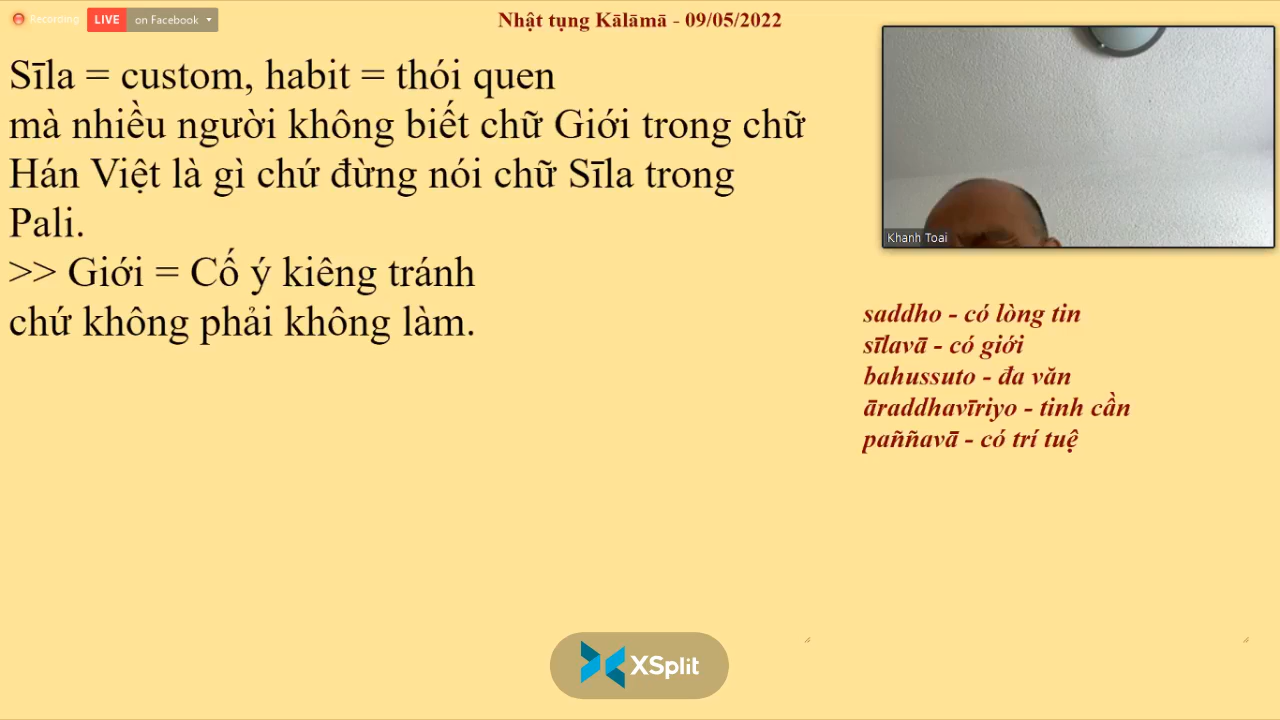 Recording
LIVE on Facebook
Nhật tụng Kālāmā - 09/05/2022
Sīla = custom, habit = thói quen
mà nhiều người không biết chữ Giới trong chữ
Hán Việt là gì chứ đừng nói chữ Sīla trong
Pali.
>> Giới = Cố ý kiêng tránh
chứ không phải không làm.
Khanh Toai
saddho - có lòng tin
sīlavā - có giới
bahussuto - đa văn
āraddhavīriyo - tinh cần
paññavā - có trí tuệ
XSplit